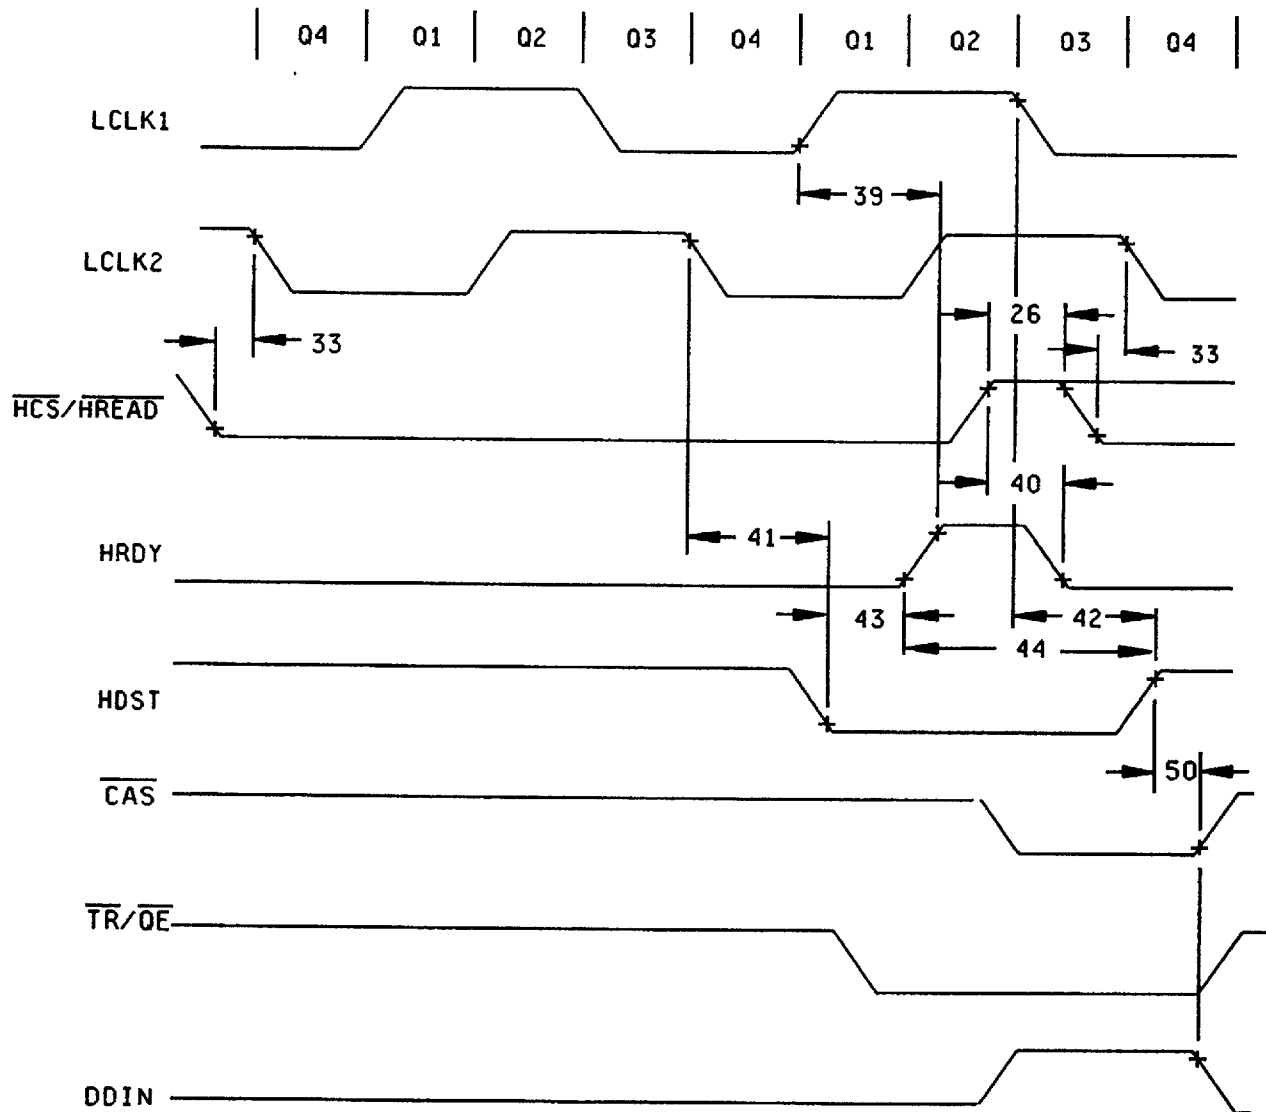 Q4 Q1 Q2 Q3 Q4 Q1 Q2 Q3 Q4
LCLK1
39
LCLK2
26
33
33
HCS/HREAD
40
41
HRDY
43
42
44
HDST
50
CAS
TR/QE
DDIN